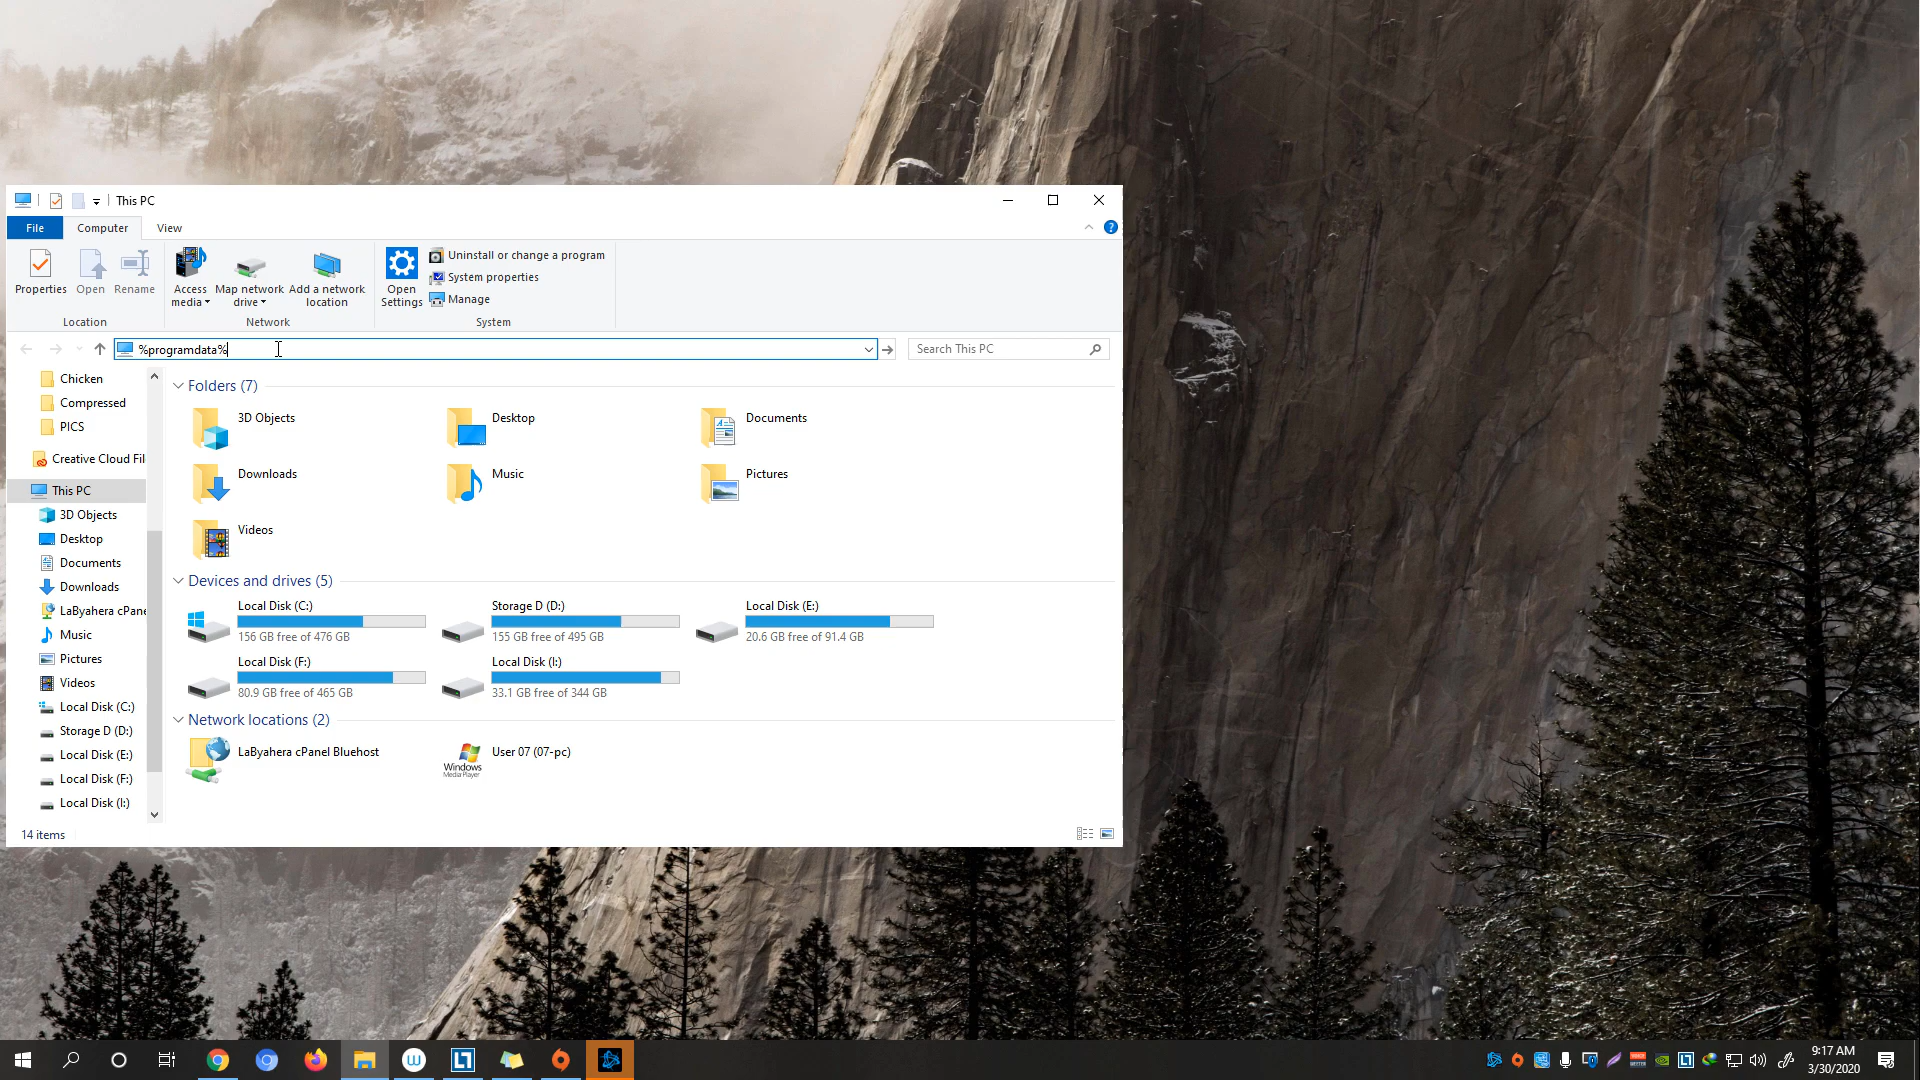 This PC
File
Computer
View
Properties
Open
Rename
Access media
Map network drive
Add a network location
Open Settings
Uninstall or change a program
System properties
Manage
Location
Network
System
%programdata%
Search This PC
Chicken
Compressed
PICS
Creative Cloud Fil
This PC
3D Objects
Desktop
Documents
Downloads
LaByahera cPane
Music
Pictures
Videos
Local Disk (C:)
Storage D (D:)
Local Disk (E:)
Local Disk (F:)
Local Disk (I:)
Folders (7)
3D Objects
Desktop
Documents
Downloads
Music
Pictures
Videos
Devices and drives (5)
Local Disk (C:)
156 GB free of 476 GB
Storage D (D:)
155 GB free of 495 GB
Local Disk (E:)
20.6 GB free of 91.4 GB
Local Disk (F:)
80.9 GB free of 465 GB
Local Disk (I:)
33.1 GB free of 344 GB
Network locations (2)
LaByahera cPanel Bluehost
User 07 (07-pc)
Windows
Media Player
14 items
9:17 AM
3/30/2020